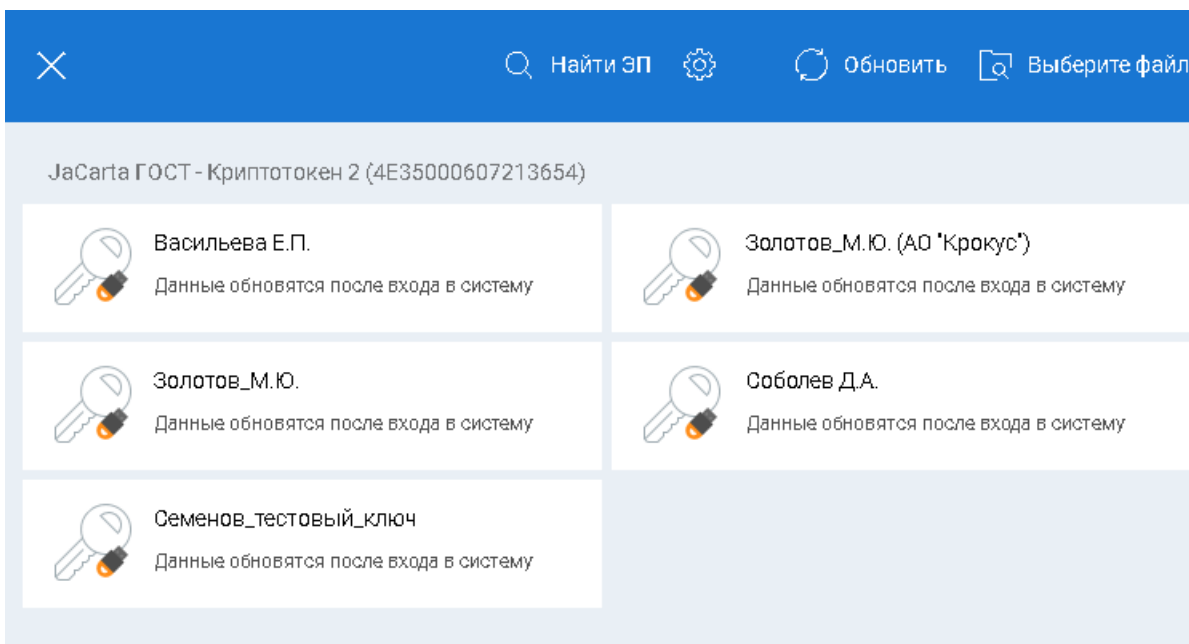 Найти ЭП Обновить Выберите файл
JaCarta ГОСТ - Криптотокен 2 (4E35000607213654)
Васильева Е.П.
Данные обновятся после входа в систему
Золотов_М.Ю. (АО "Крокус")
Данные обновятся после входа в систему
Золотов_М.Ю.
Данные обновятся после входа в систему
Соболев Д.А.
Данные обновятся после входа в систему
Семенов_тестовый_ключ
Данные обновятся после входа в систему